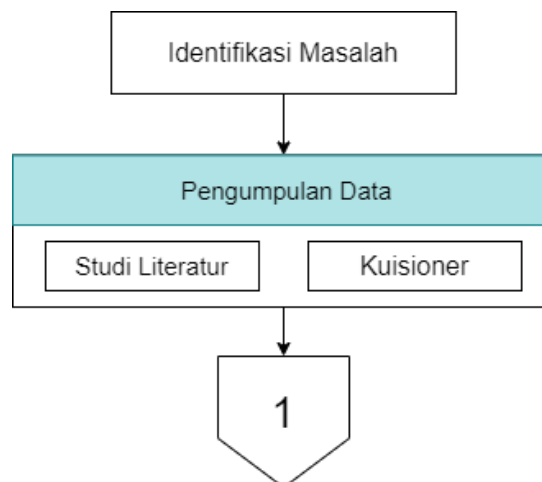 Identifikasi Masalah
Pengumpulan Data
Studi Literatur
Kuisioner
1